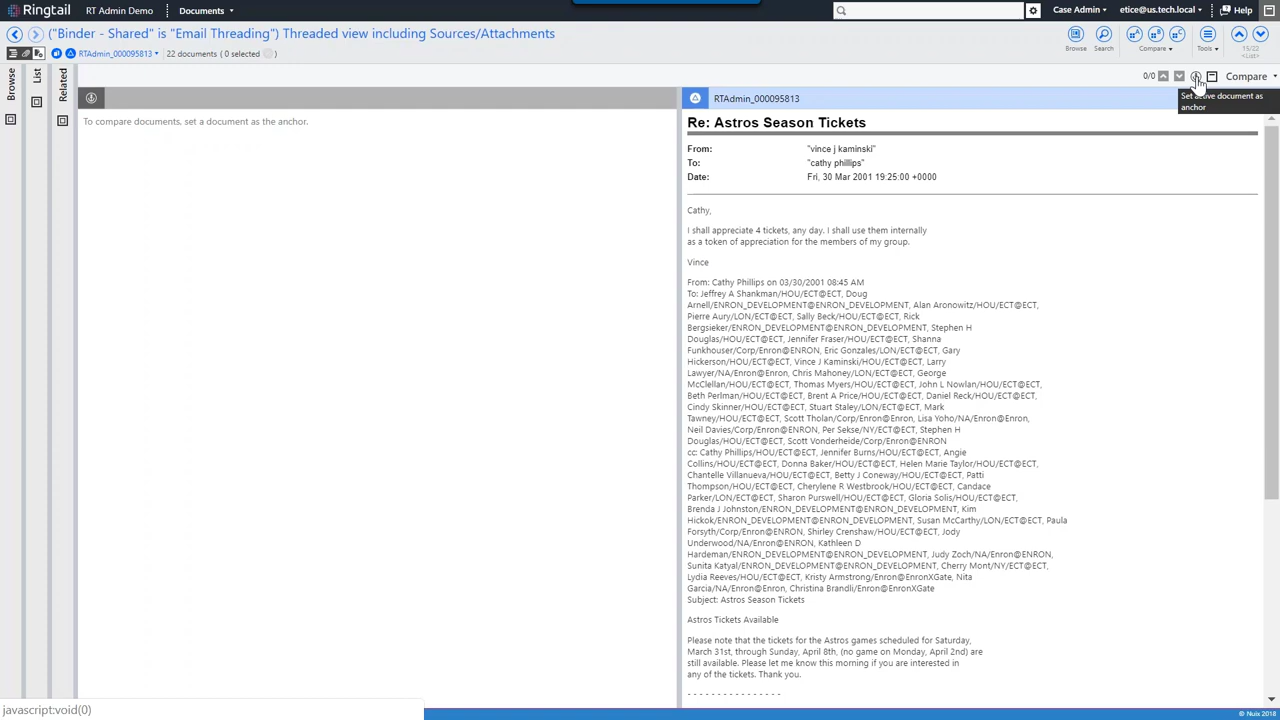 Ringtail RT Admin Demo Documents Case Admin etice@us.tech.local Help
("Binder - Shared" is "Email Threading") Threaded view including Sources/Attachments
Browse Search Compare Tools 15/22
<List>
RTAdmin_000095813 22 documents ( 0 selected )
0/0 Compare
Set active document as
anchor
Browse
List
Related
To compare documents, set a document as the anchor.
RTAdmin_000095813
Re: Astros Season Tickets
From: "vince j kaminski"
To: "cathy phillips"
Date: Fri, 30 Mar 2001 19:25:00 +0000
Cathy,
I shall appreciate 4 tickets, any day. I shall use them internally
as a token of appreciation for the members of my group.
Vince
From: Cathy Phillips on 03/30/2001 08:45 AM
To: Jeffrey A Shankman/HOU/ECT@ECT, Doug
Arnell/ENRON_DEVELOPMENT@ENRON_DEVELOPMENT, Alan Aronowitz/HOU/ECT@ECT,
Pierre Aury/LON/ECT@ECT, Sally Beck/HOU/ECT@ECT, Rick
Bergsieker/ENRON_DEVELOPMENT@ENRON_DEVELOPMENT, Stephen H
Douglas/HOU/ECT@ECT, Jennifer Fraser/HOU/ECT@ECT, Shanna
Funkhouser/Corp/Enron@ENRON, Eric Gonzales/LON/ECT@ECT, Gary
Hickerson/HOU/ECT@ECT, Vince J Kaminski/HOU/ECT@ECT, Larry
Lawyer/NA/Enron@Enron, Chris Mahoney/LON/ECT@ECT, George
McClellan/HOU/ECT@ECT, Thomas Myers/HOU/ECT@ECT, John L Nowlan/HOU/ECT@ECT,
Beth Perlman/HOU/ECT@ECT, Brent A Price/HOU/ECT@ECT, Daniel Reck/HOU/ECT@ECT,
Cindy Skinner/HOU/ECT@ECT, Stuart Staley/LON/ECT@ECT, Mark
Tawney/HOU/ECT@ECT, Scott Tholan/Corp/Enron@Enron, Lisa Yoho/NA/Enron@Enron,
Neil Davies/Corp/Enron@ENRON, Per Sekse/NY/ECT@ECT, Stephen H
Douglas/HOU/ECT@ECT, Scott Vonderheide/Corp/Enron@ENRON
cc: Cathy Phillips/HOU/ECT@ECT, Jennifer Burns/HOU/ECT@ECT, Angie
Collins/HOU/ECT@ECT, Donna Baker/HOU/ECT@ECT, Helen Marie Taylor/HOU/ECT@ECT,
Chantelle Villanueva/HOU/ECT@ECT, Betty J Coneway/HOU/ECT@ECT, Patti
Thompson/HOU/ECT@ECT, Cherylene R Westbrook/HOU/ECT@ECT, Candace
Parker/LON/ECT@ECT, Sharon Purswell/HOU/ECT@ECT, Gloria Solis/HOU/ECT@ECT,
Brenda J Johnston/ENRON_DEVELOPMENT@ENRON_DEVELOPMENT, Kim
Hickok/ENRON_DEVELOPMENT@ENRON_DEVELOPMENT, Susan McCarthy/LON/ECT@ECT, Paula
Forsyth/Corp/Enron@ENRON, Shirley Crenshaw/HOU/ECT@ECT, Jody
Underwood/NA/Enron@ENRON, Kathleen D
Hardeman/ENRON_DEVELOPMENT@ENRON_DEVELOPMENT, Judy Zoch/NA/Enron@ENRON,
Sunita Katyal/ENRON_DEVELOPMENT@ENRON_DEVELOPMENT, Cherry Mont/NY/ECT@ECT,
Lydia Reeves/HOU/ECT@ECT, Kristy Armstrong/Enron@EnronXGate, Nita
Garcia/NA/Enron@Enron, Christina Brandli/Enron@EnronXGate
Subject: Astros Season Tickets
Astros Tickets Available
Please note that the tickets for the Astros games scheduled for Saturday,
March 31st, through Sunday, April 8th, (no game on Monday, April 2nd) are
still available. Please let me know this morning if you are interested in
any of the tickets. Thank you.
- - - - - - - - - - - - - - -
javascript:void(0)
© Nuix 2018